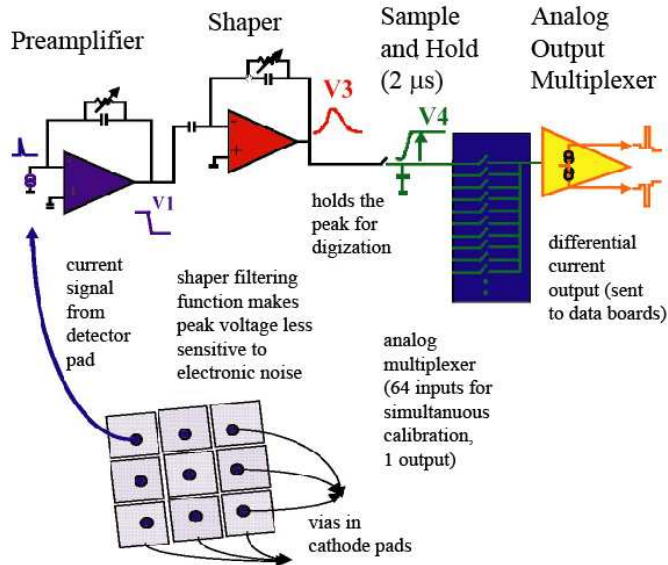 Preamplifier
Shaper
Sample
and Hold
(2 μs)
Analog
Output
Multiplexer
V1
V3
V4
holds the
peak for
digization
differential
current
output (sent
to data boards)
current
signal
from
detector
pad
shaper filtering
function makes
peak voltage less
sensitive to
electronic noise
analog
multiplexer
(64 inputs for
simultanuous
calibration,
1 output)
vias in
cathode pads